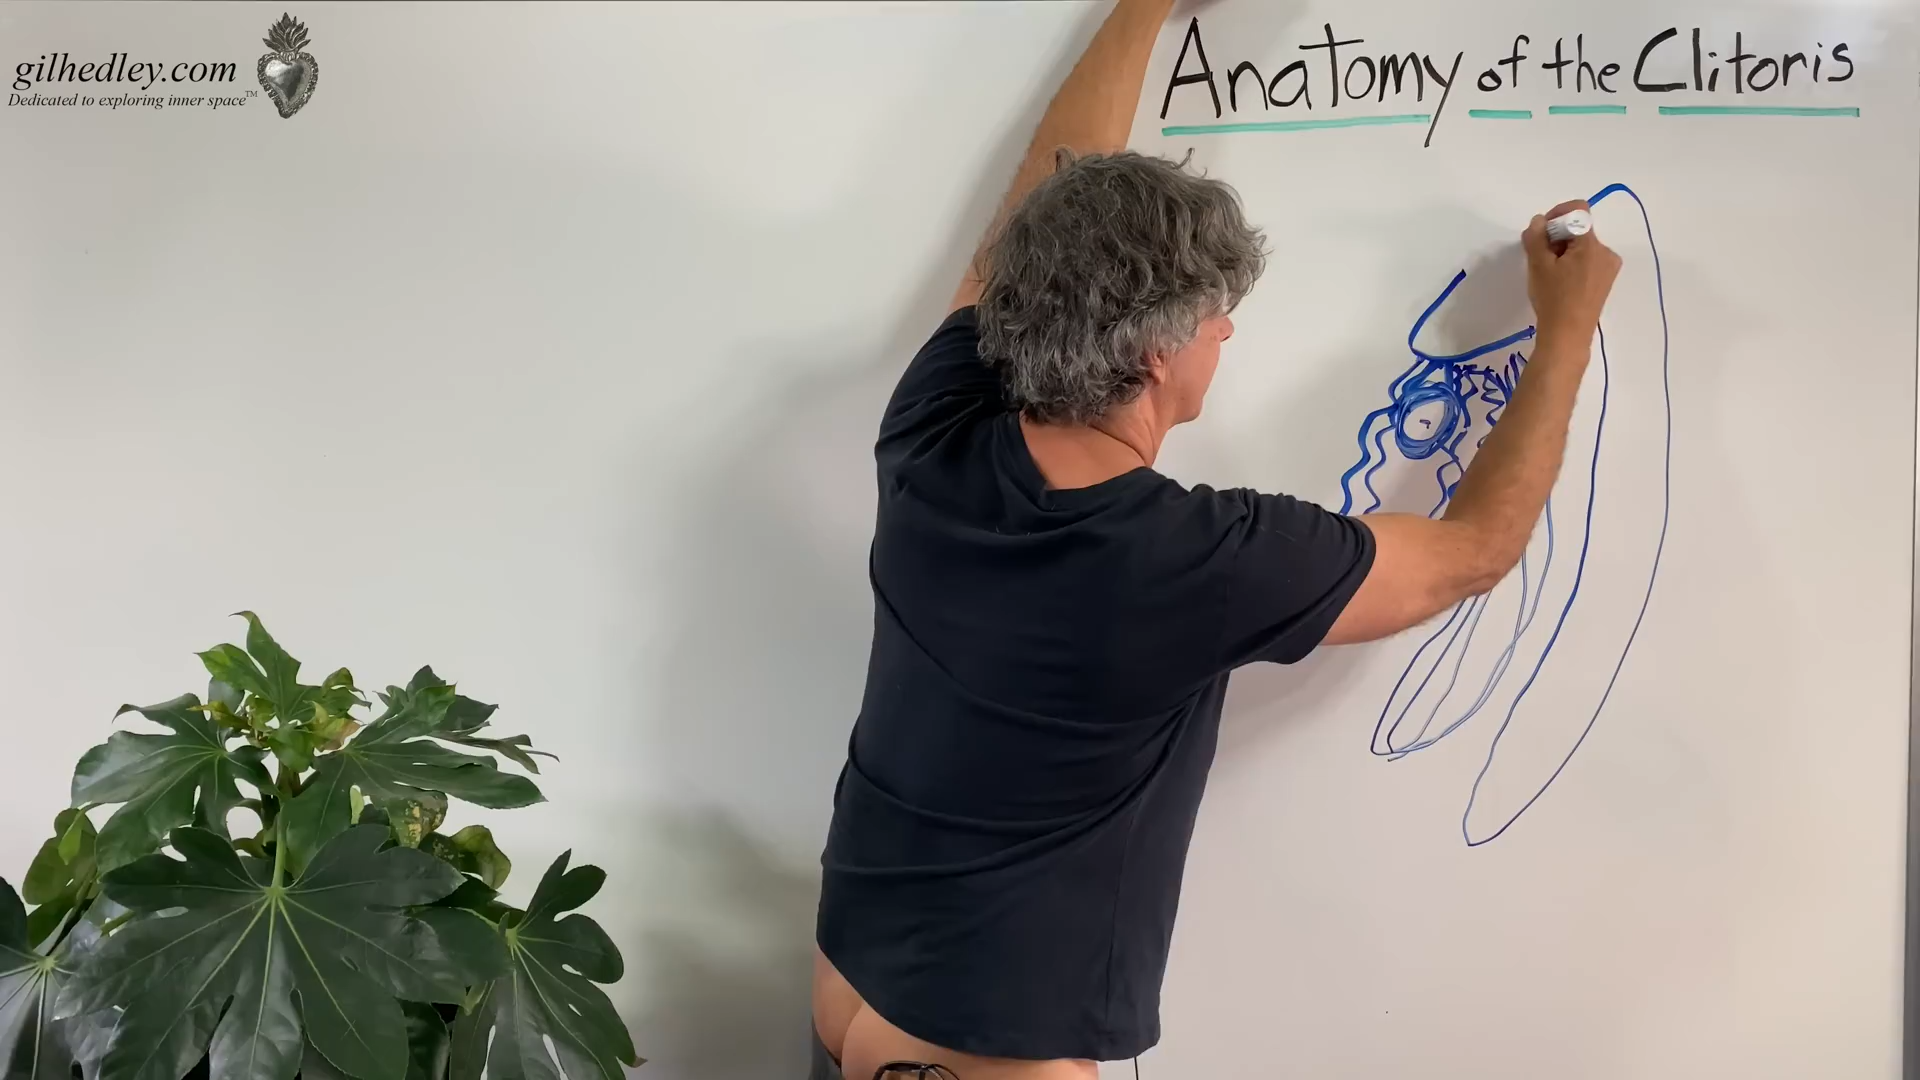 gilhedley.com
Dedicated to exploring inner space™
Anatomy of the Clitoris